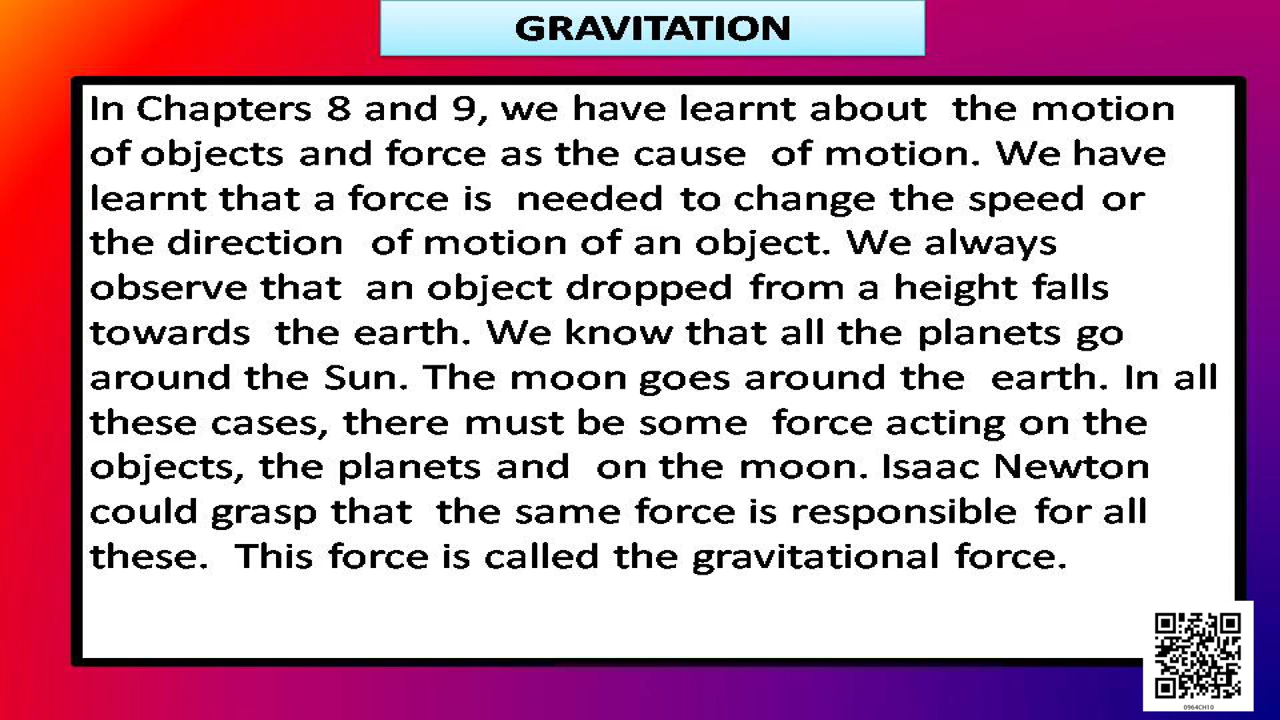 GRAVITATION
In Chapters 8 and 9, we have learnt about the motion
of objects and force as the cause of motion. We have
learnt that a force is needed to change the speed or
the direction of motion of an object. We always
observe that an object dropped from a height falls
towards the earth. We know that all the planets go
around the Sun. The moon goes around the earth. In all
these cases, there must be some force acting on the
objects, the planets and on the moon. Isaac Newton
could grasp that the same force is responsible for all
these. This force is called the gravitational force.
0964CH10